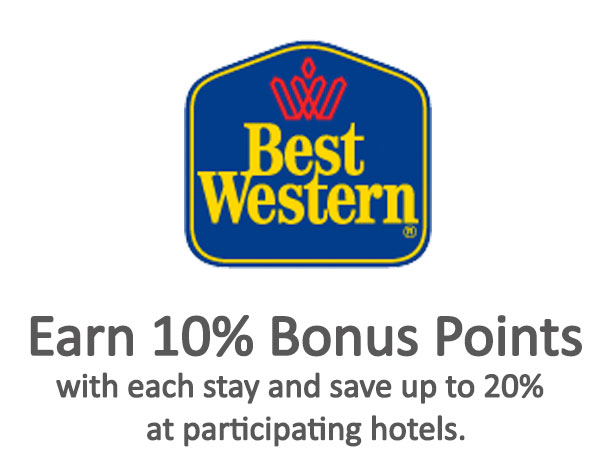 Best
Western
®
Earn 10% Bonus Points
with each stay and save up to 20%
at participating hotels.